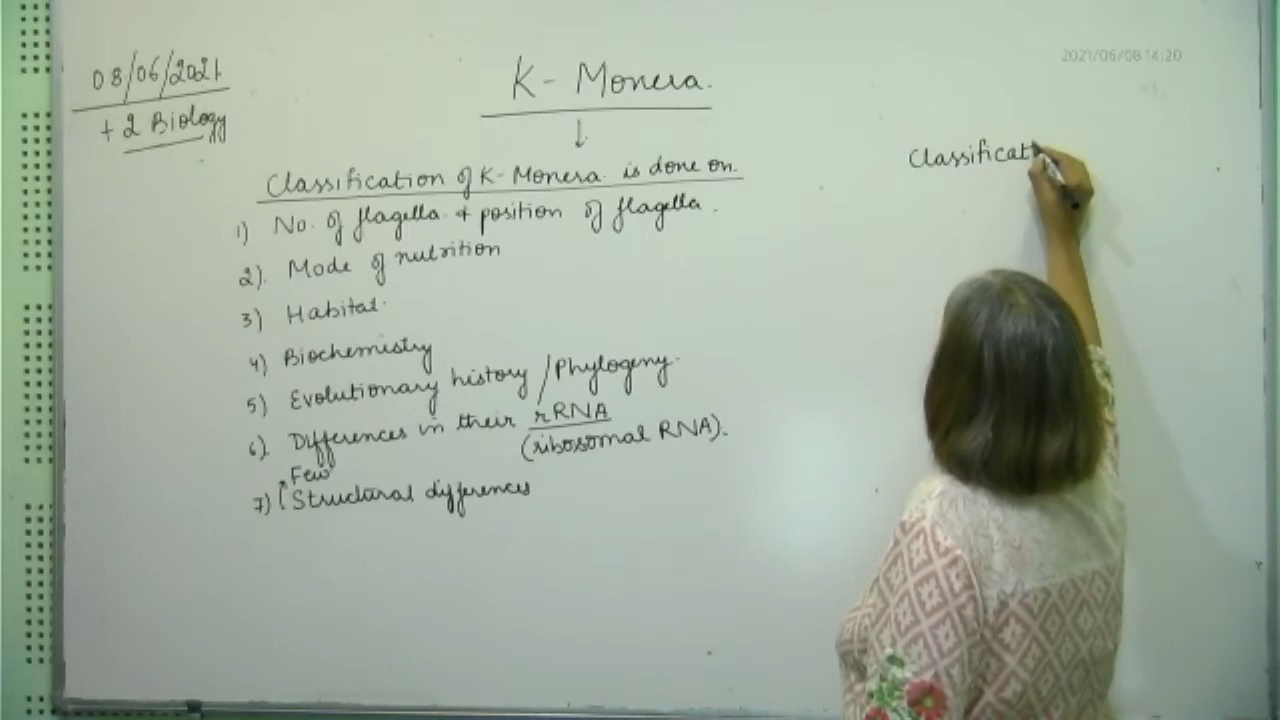 2021/06/08 14:20
08/06/2021
+2 Biology
K- Monera.
Classification of K- Monera is done on.
1) No. of flagella & position of flagella.
2). Mode of nutrition
3) Habitat.
4) Biochemistry
5) Evolutionary history / Phylogeny.
6). Differences in their rRNA
(ribosomal RNA).
Few
7) Structural differences
Classificat